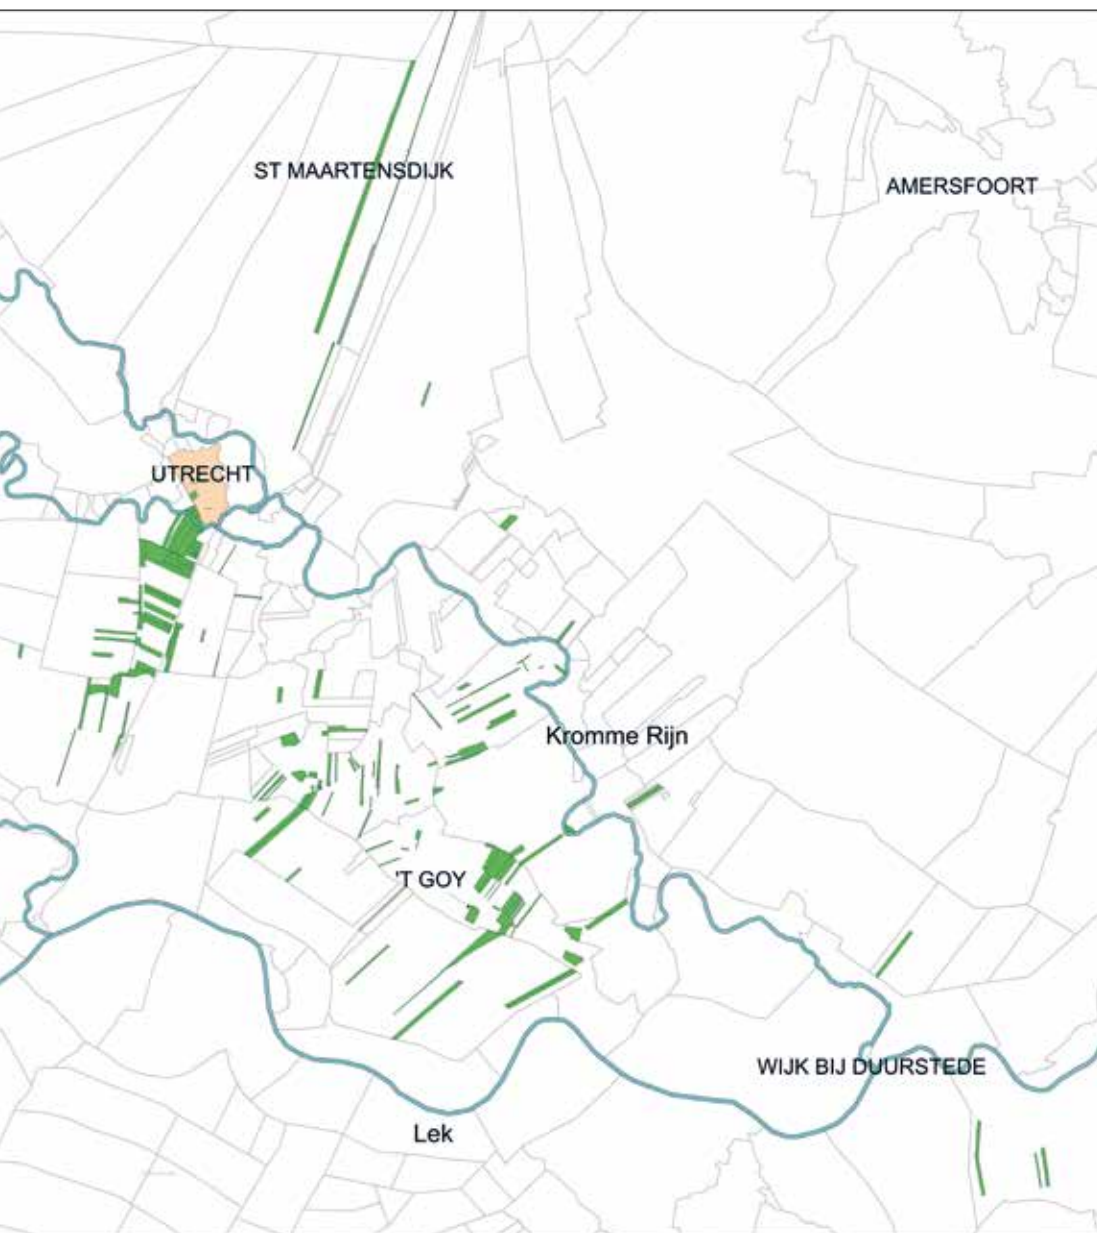 ST MAARTENSDIJK
AMERSFOORT
UTRECHT
Kromme Rijn
'T GOY
WIJK BIJ DUURSTEDE
Lek